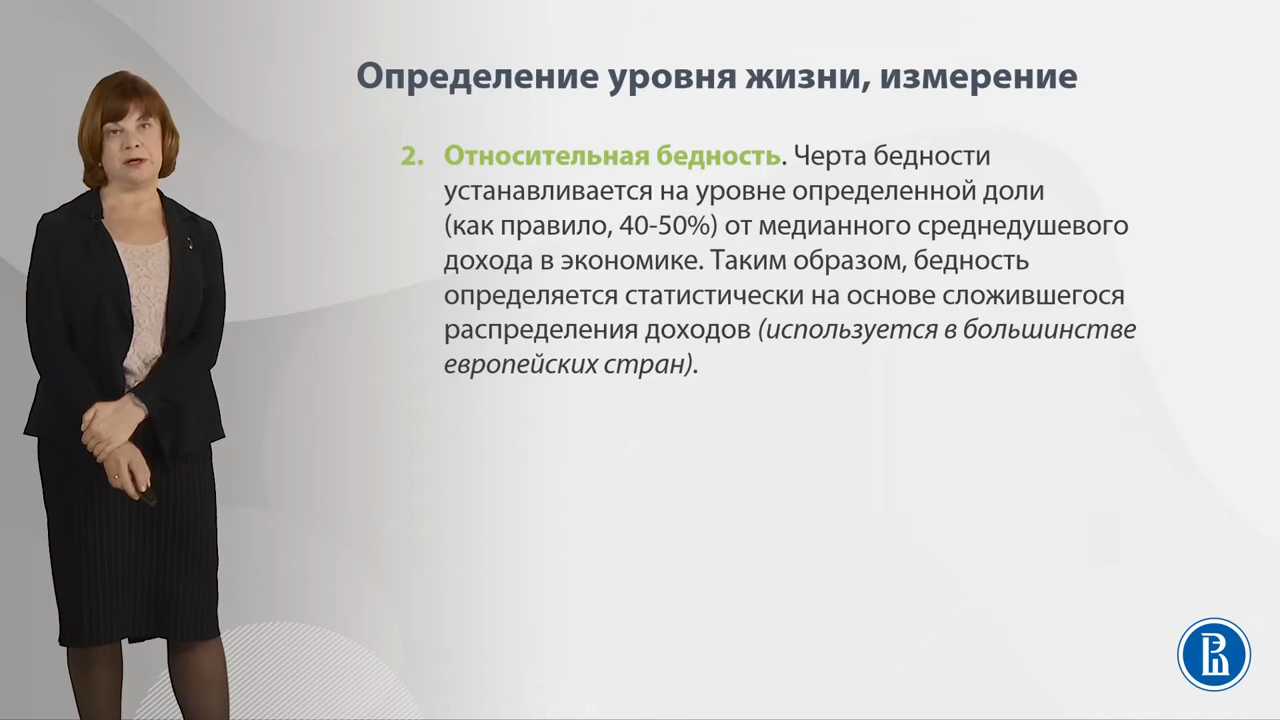 Определение уровня жизни, измерение
2. Относительная бедность. Черта бедности
устанавливается на уровне определенной доли
(как правило, 40-50%) от медианного среднедушевого
дохода в экономике. Таким образом, бедность
определяется статистически на основе сложившегося
распределения доходов (используется в большинстве
европейских стран).